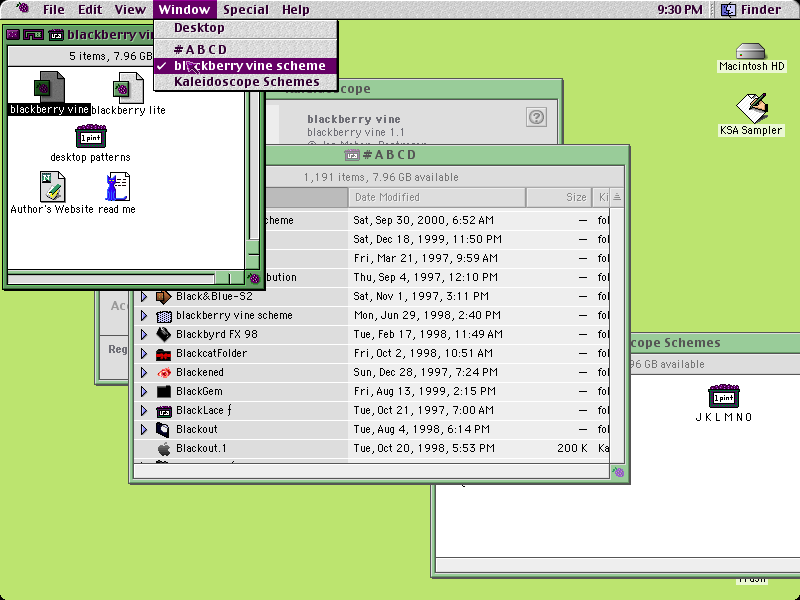 File Edit View Window Special Help 9:30 PM Finder
Desktop
#ABCD
blackberry vine scheme
Kaleidoscope Schemes
blackberry vin
5 items, 7.96 GB
blackberry vine
blackberry lite
desktop patterns
1 pint
Author's Website
read me
Macintosh HD
KSA Sampler
blackberry vine
blackberry vine 1.1
#ABCD
1,191 items, 7.96 GB available
Date Modified Size Ki
cheme Sat, Sep 30, 2000, 6:52 AM — fol
Sat, Dec 18, 1999, 11:50 PM — fol
Fri, Mar 21, 1997, 9:59 AM — fol
bution Thu, Sep 4, 1997, 12:10 PM — fol
Black&Blue-S2 Sat, Nov 1, 1997, 3:11 PM — fol
blackberry vine scheme Mon, Jun 29, 1998, 2:40 PM — fol
Blackbyrd FX 98 Tue, Feb 17, 1998, 11:49 AM — fol
BlackcatFolder Fri, Oct 2, 1998, 10:51 AM — fol
Blackened Sun, Dec 28, 1997, 7:24 PM — fol
BlackGem Fri, Aug 13, 1999, 2:15 PM — fol
BlackLace ƒ Tue, Oct 21, 1997, 7:00 AM — fol
Blackout Tue, Aug 4, 1998, 6:14 PM — fol
Blackout.1 Tue, Oct 20, 1998, 5:53 PM 200 K Ka
Acc
Reg
cope Schemes
96 GB available
1 pint
J K L M N O
Trash